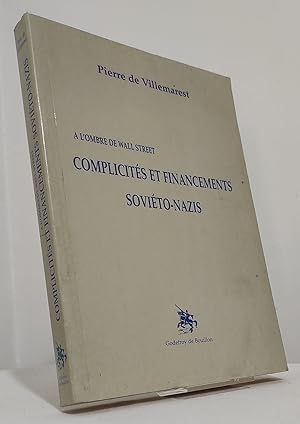 Pierre de Villemarest
A L'OMBRE DE WALL STREET
COMPLICITÉS ET FINANCEMENTS
SOVIÉTO-NAZIS
Godefroy de Bouillon
COMPLICITÉS ET FINANCEMENTS SOVIÉTO-NAZIS